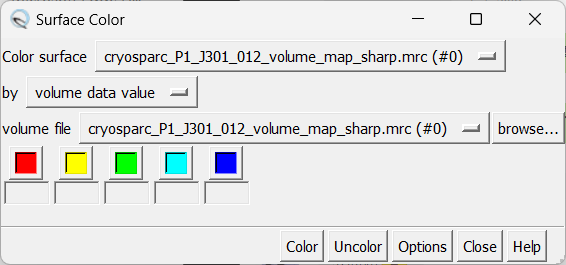 Surface Color
Color surface cryosparc_P1_J301_012_volume_map_sharp.mrc (#0)
by volume data value
volume file cryosparc_P1_J301_012_volume_map_sharp.mrc (#0) browse...
Color Uncolor Options Close Help